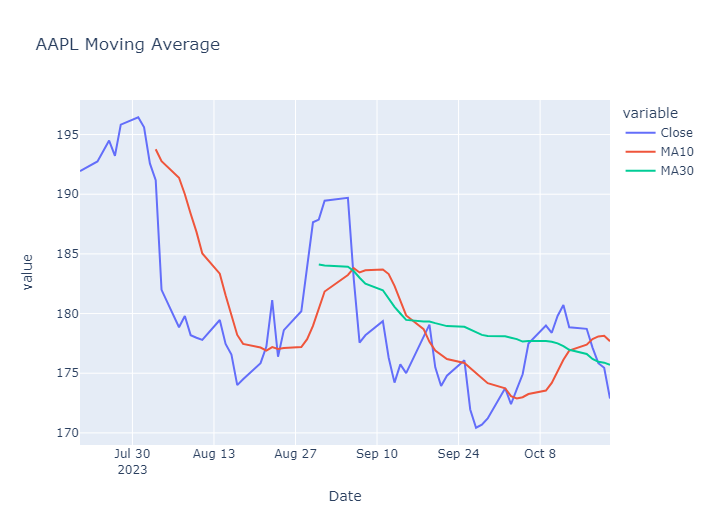 AAPL Moving Average
variable
Close
MA10
MA30
value
195
190
185
180
175
170
Jul 30
2023
Aug 13
Aug 27
Sep 10
Sep 24
Oct 8
Date